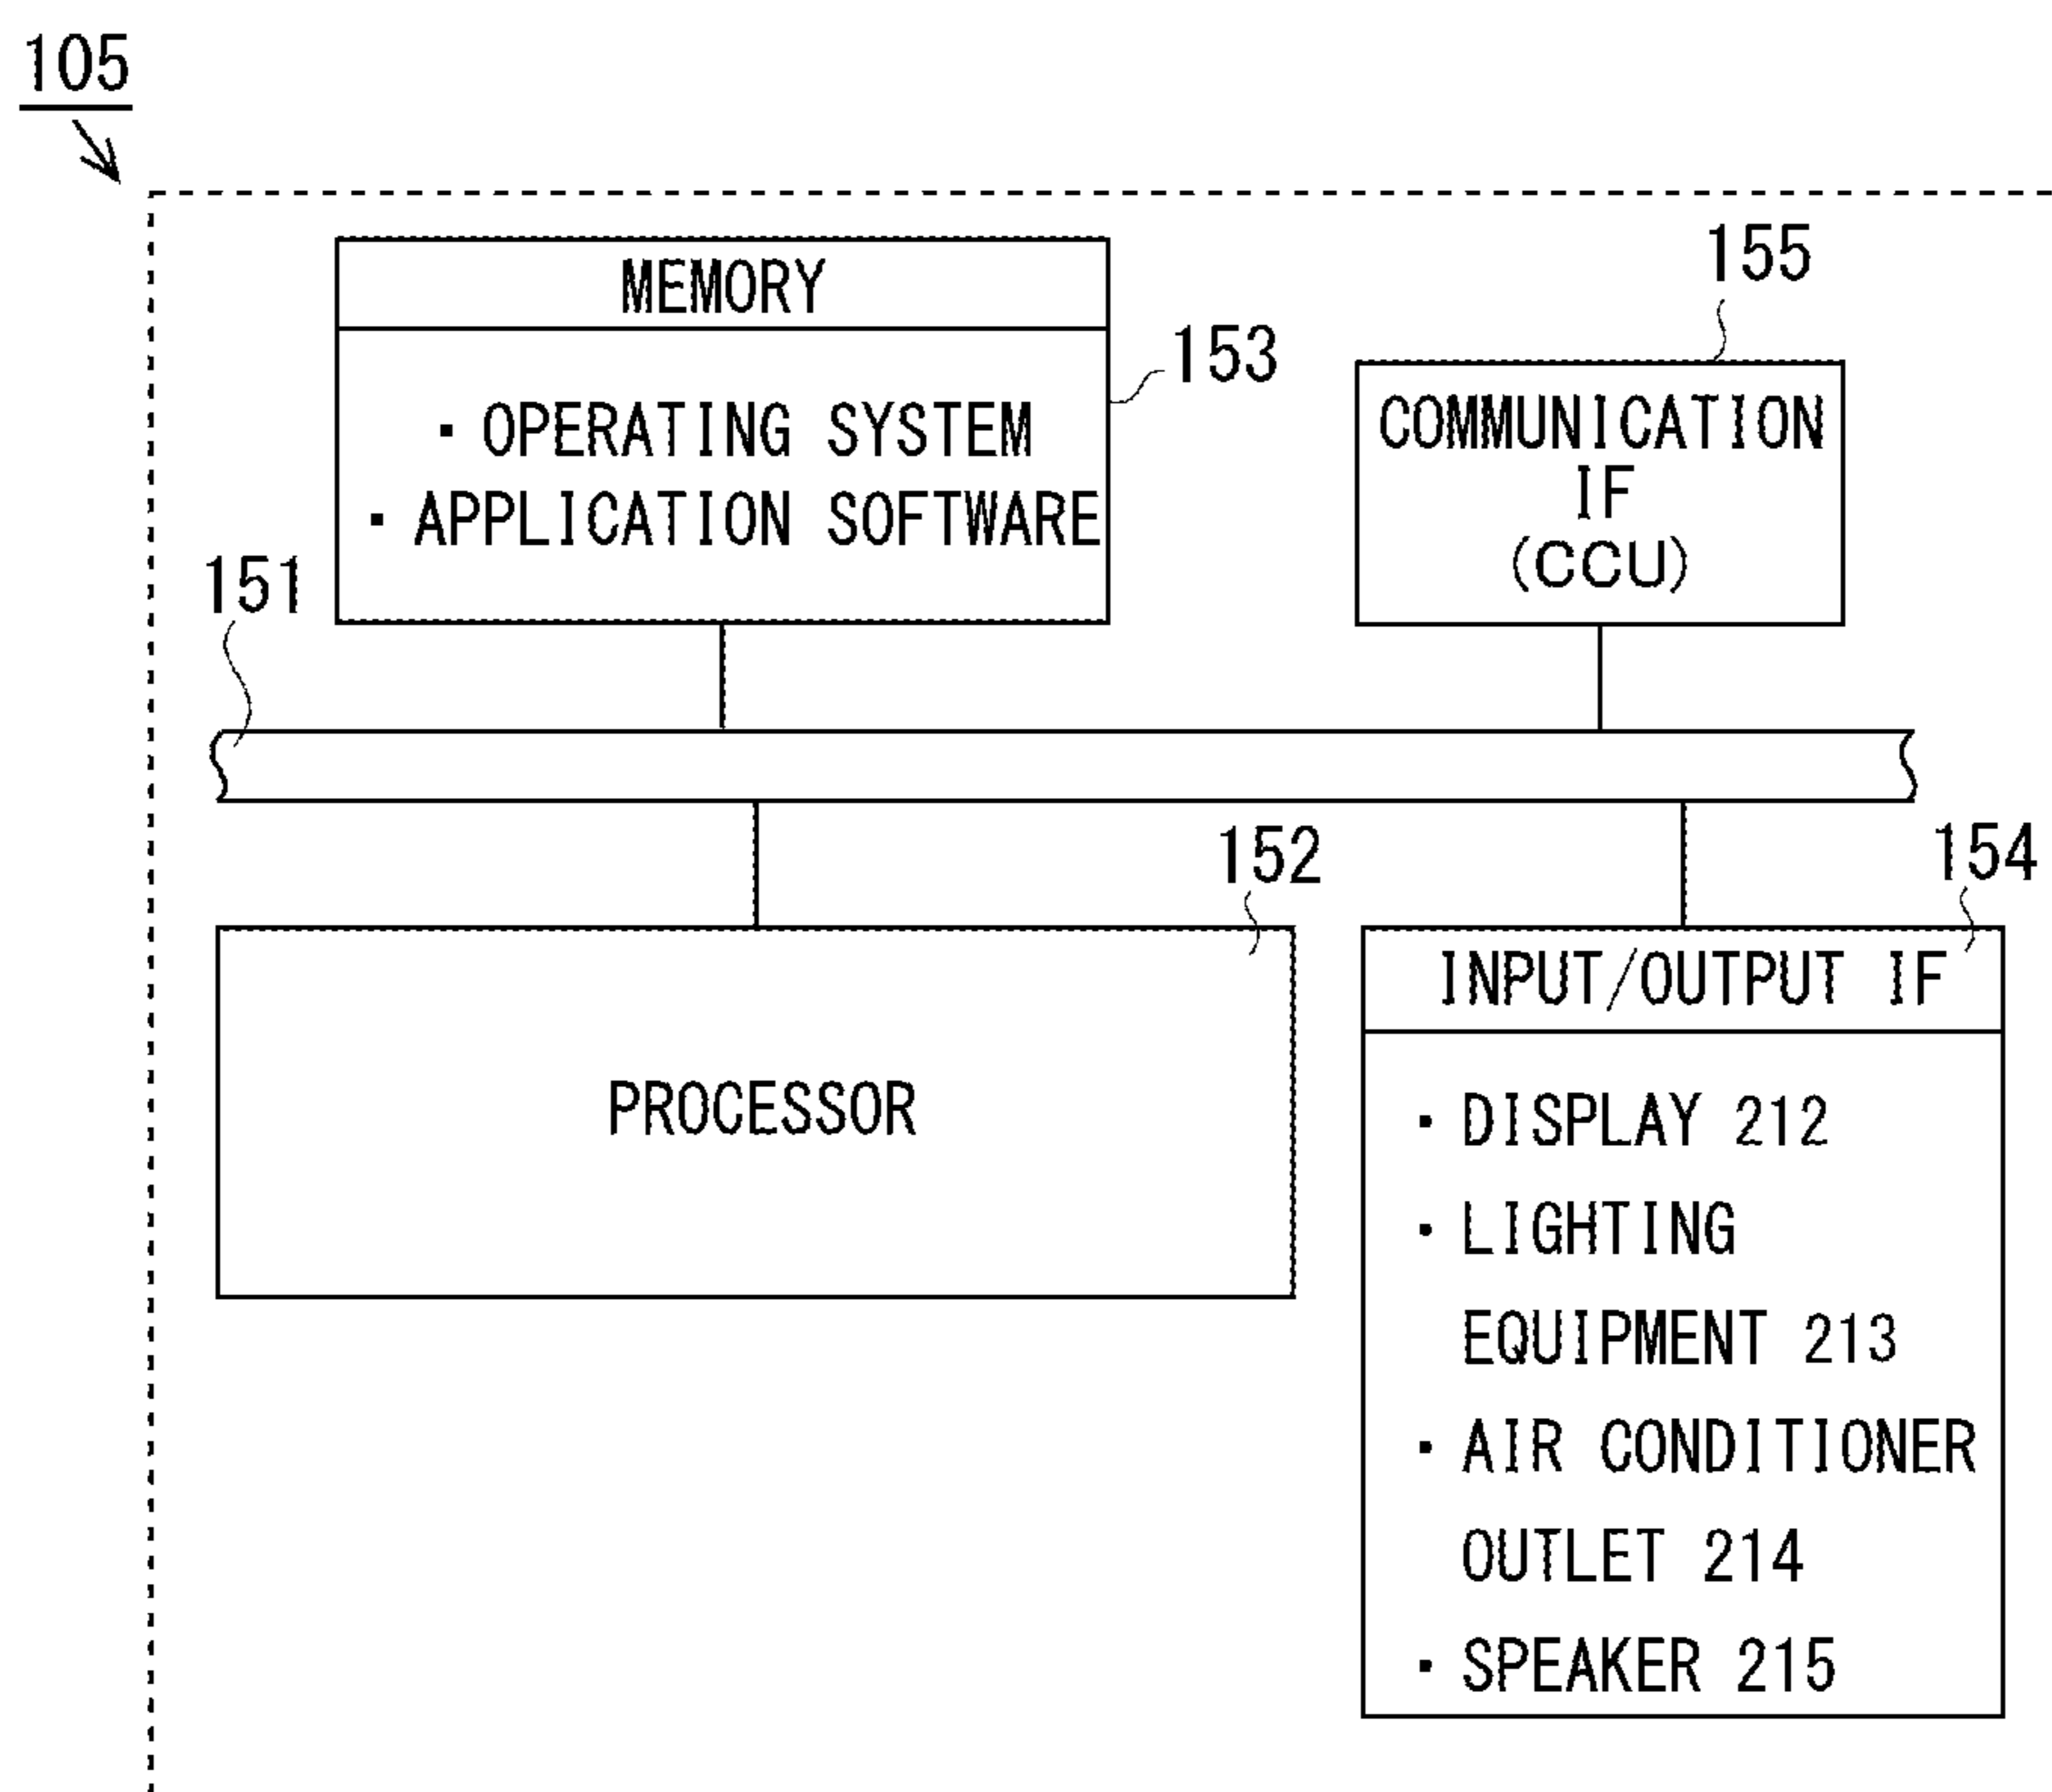 105
MEMORY
・OPERATING SYSTEM
・APPLICATION SOFTWARE
153
155
COMMUNICATION
IF
(CCU)
151
152
PROCESSOR
154
INPUT/OUTPUT IF
・DISPLAY 212
・LIGHTING
EQUIPMENT 213
・AIR CONDITIONER
OUTLET 214
・SPEAKER 215